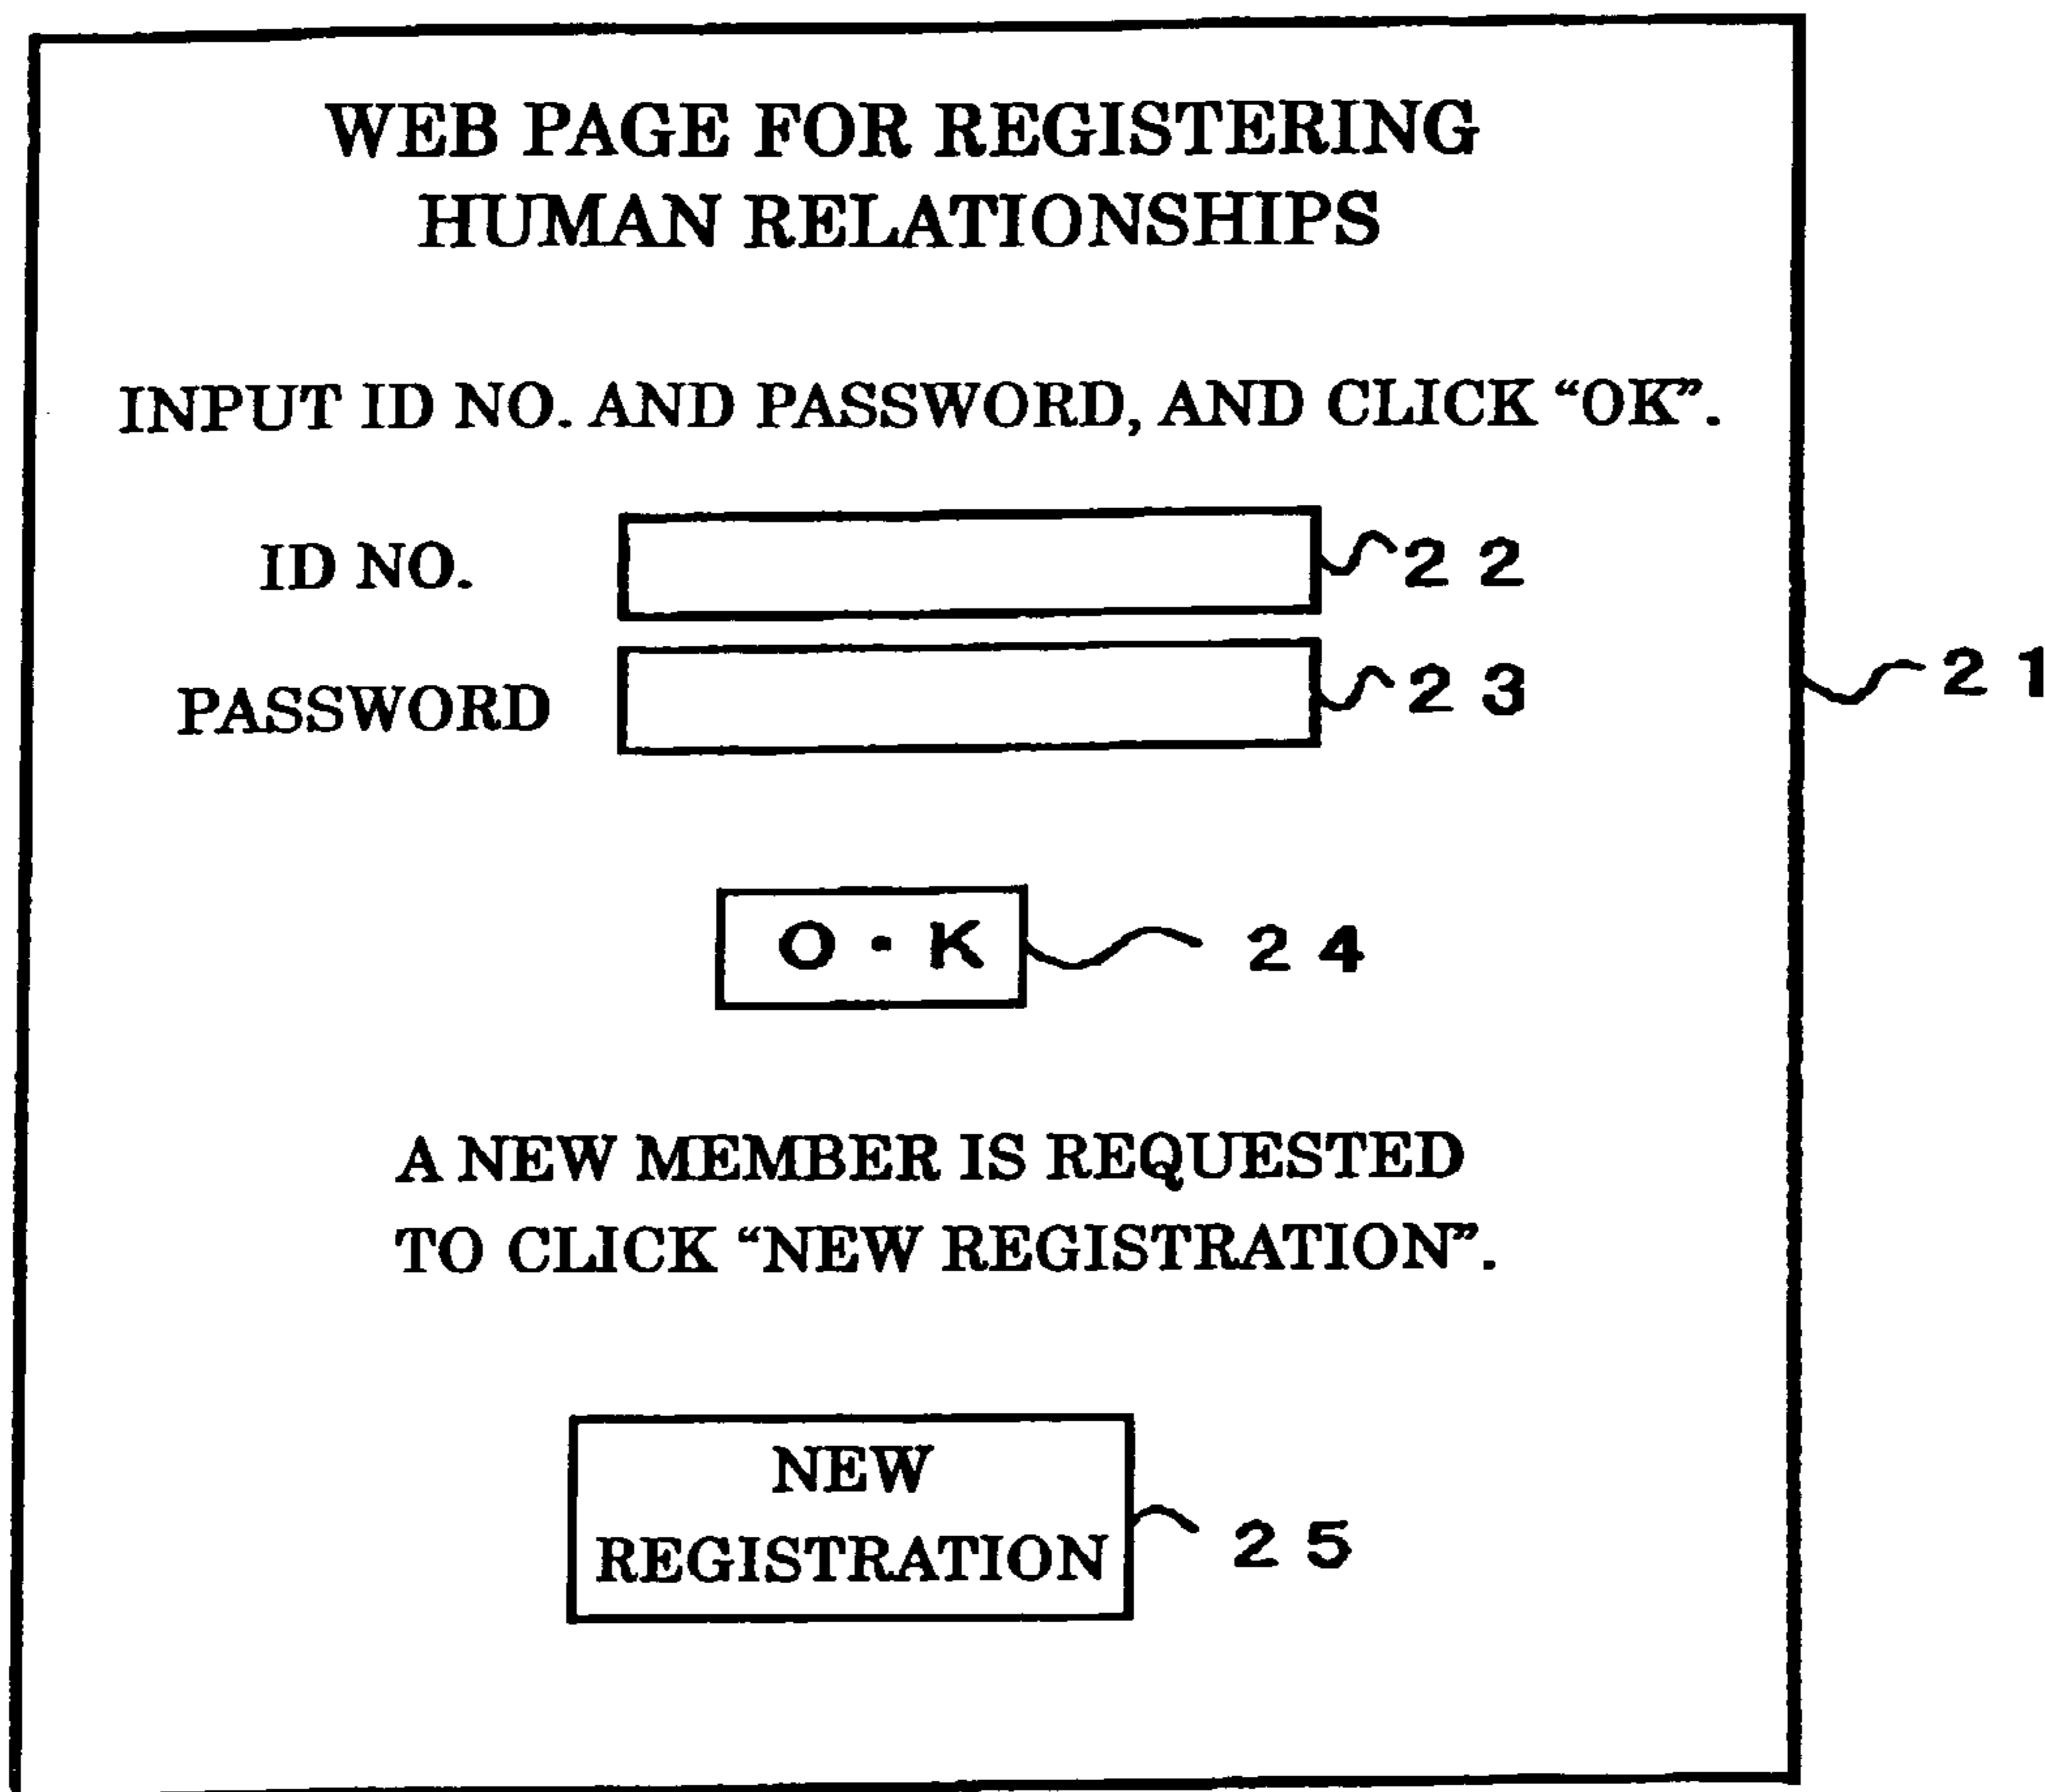 WEB PAGE FOR REGISTERING
HUMAN RELATIONSHIPS
INPUT ID NO. AND PASSWORD, AND CLICK “OK”.
ID NO. 22
PASSWORD 23
21
O・K 24
A NEW MEMBER IS REQUESTED
TO CLICK “NEW REGISTRATION”.
NEW
REGISTRATION
25